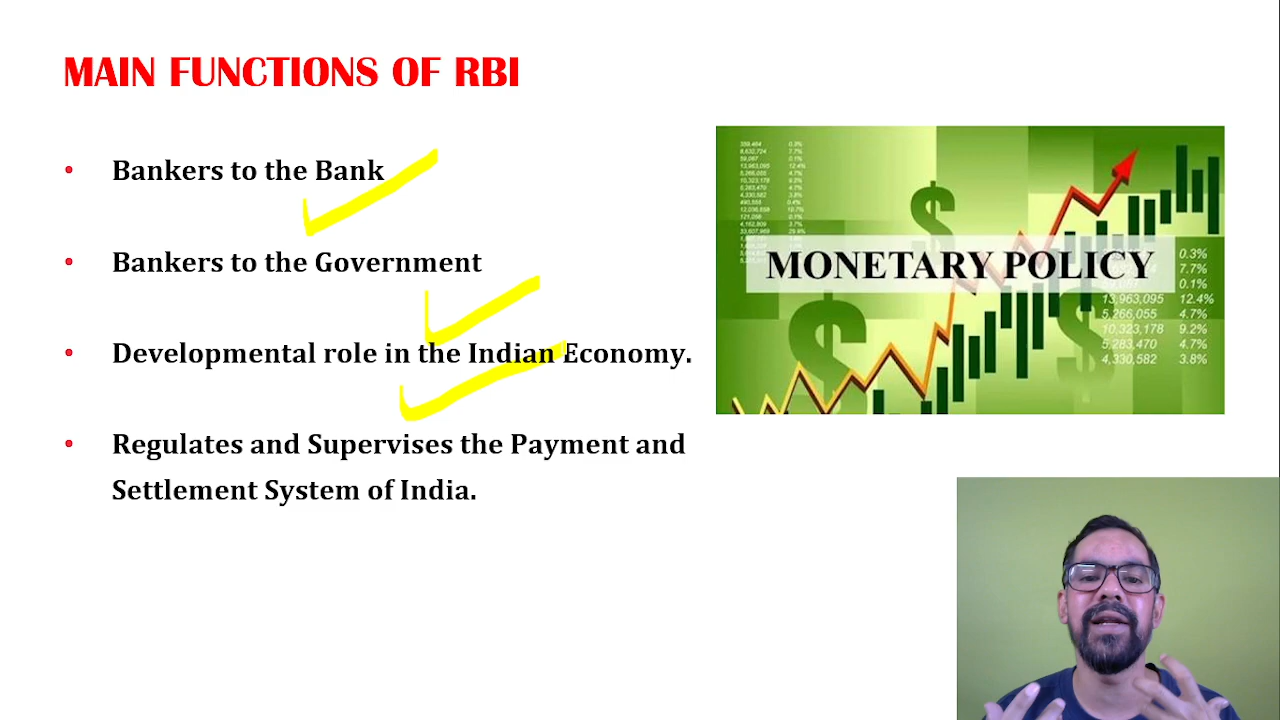 MAIN FUNCTIONS OF RBI
• Bankers to the Bank
• Bankers to the Government
• Developmental role in the Indian Economy.
• Regulates and Supervises the Payment and
Settlement System of India.
MONETARY POLICY
0.3%
7.7%
0.1%
13,963,095 12.4%
5,266,055 4.7%
10,323,178 9.2%
5,283,470 4.7%
4,330,582 3.8%